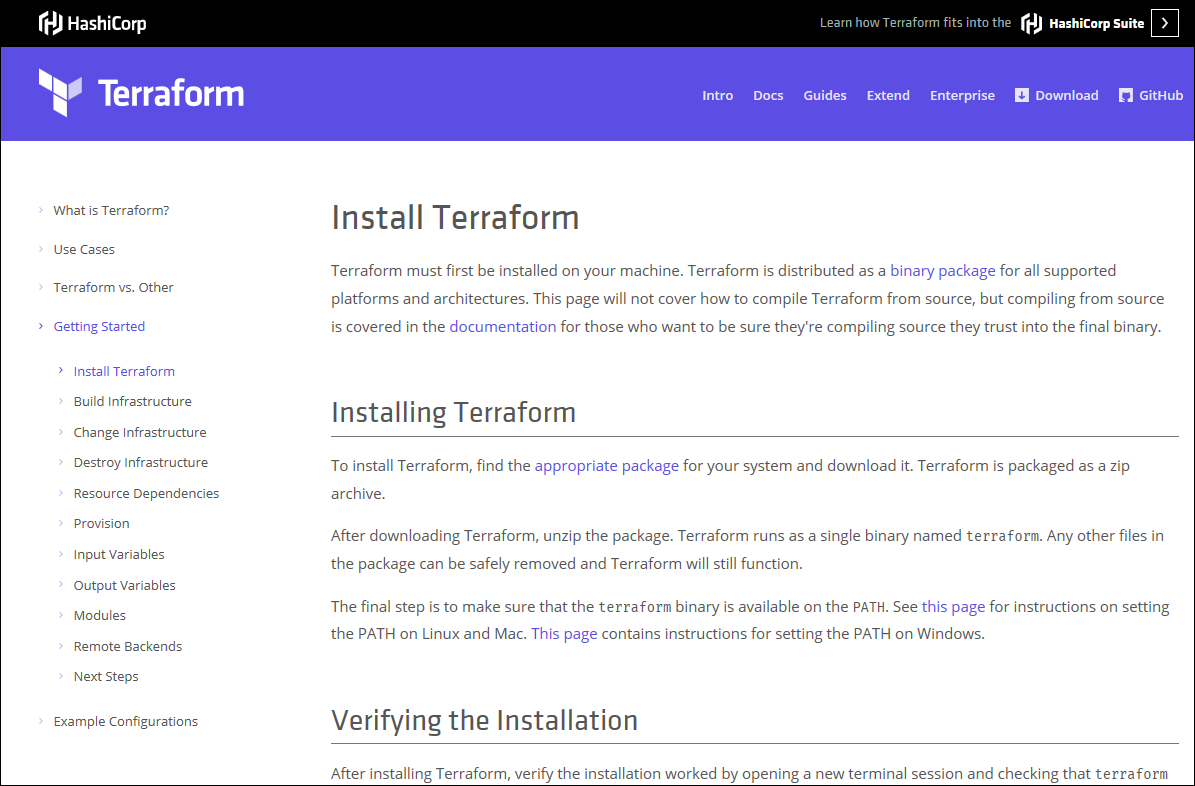 HashiCorp
Learn how Terraform fits into the HashiCorp Suite
Terraform
Intro Docs Guides Extend Enterprise Download GitHub
What is Terraform?
Use Cases
Terraform vs. Other
Getting Started
Install Terraform
Build Infrastructure
Change Infrastructure
Destroy Infrastructure
Resource Dependencies
Provision
Input Variables
Output Variables
Modules
Remote Backends
Next Steps
Example Configurations
Install Terraform
Terraform must first be installed on your machine. Terraform is distributed as a binary package for all supported
platforms and architectures. This page will not cover how to compile Terraform from source, but compiling from source
is covered in the documentation for those who want to be sure they're compiling source they trust into the final binary.
Installing Terraform
To install Terraform, find the appropriate package for your system and download it. Terraform is packaged as a zip
archive.
After downloading Terraform, unzip the package. Terraform runs as a single binary named terraform. Any other files in
the package can be safely removed and Terraform will still function.
The final step is to make sure that the terraform binary is available on the PATH. See this page for instructions on setting
the PATH on Linux and Mac. This page contains instructions for setting the PATH on Windows.
Verifying the Installation
After installing Terraform, verify the installation worked by opening a new terminal session and checking that terraform